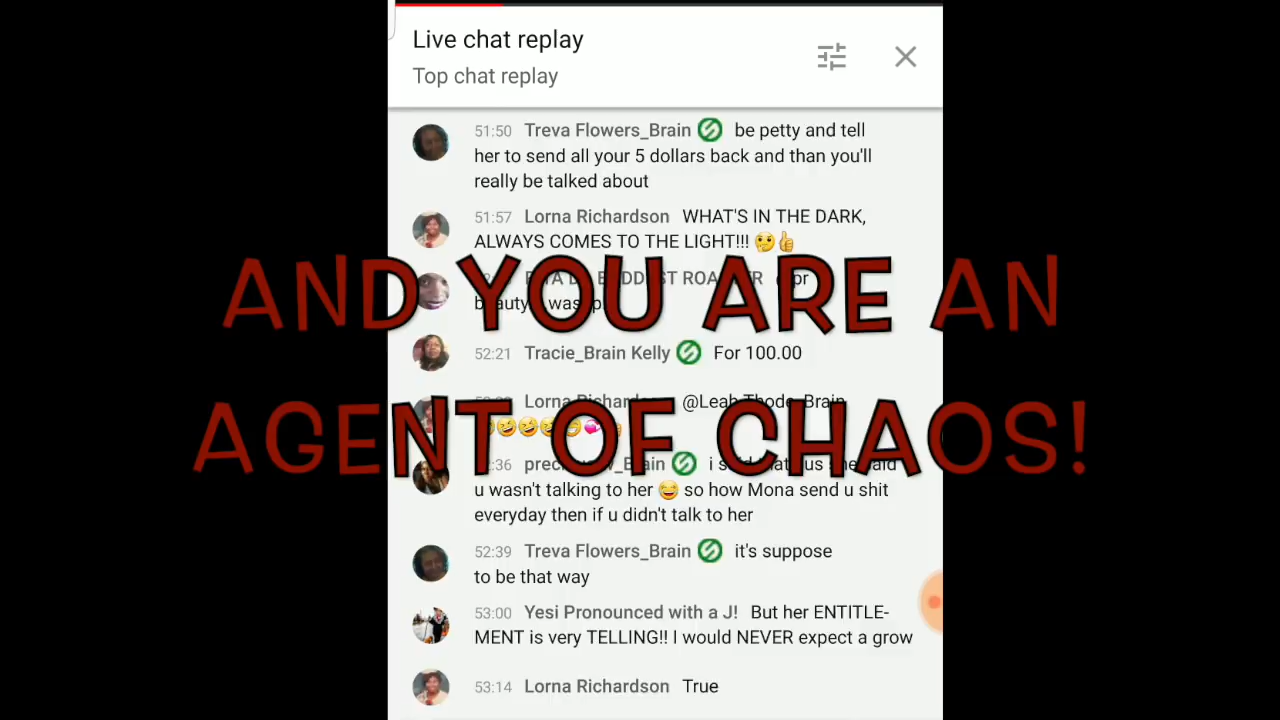 Live chat replay
Top chat replay
51:50 Treva Flowers_Brain be petty and tell
her to send all your 5 dollars back and than you'll
really be talked about
51:57 Lorna Richardson WHAT'S IN THE DARK,
ALWAYS COMES TO THE LIGHT!!! 🤔👍
AND YOU ARE AN
52:21 Tracie_Brain Kelly For 100.00
Lorna Richardson @Leah Thode_Brain
AGENT OF CHAOS!
u wasn't talking to her 😅 so how Mona send u shit
everyday then if u didn't talk to her
52:39 Treva Flowers_Brain it's suppose
to be that way
53:00 Yesi Pronounced with a J! But her ENTITLE-
MENT is very TELLING!! I would NEVER expect a grow
53:14 Lorna Richardson True